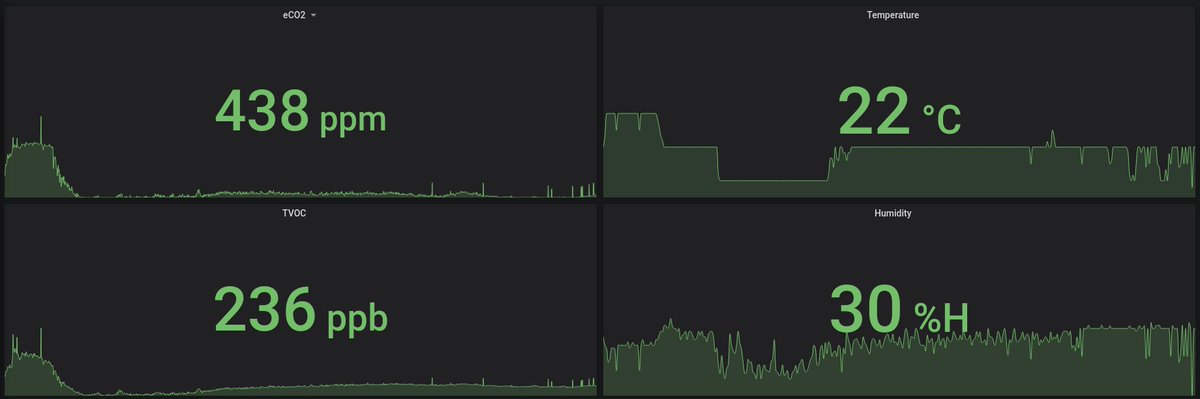 eCO2
438 ppm
Temperature
22 °C
TVOC
236 ppb
Humidity
30 %H